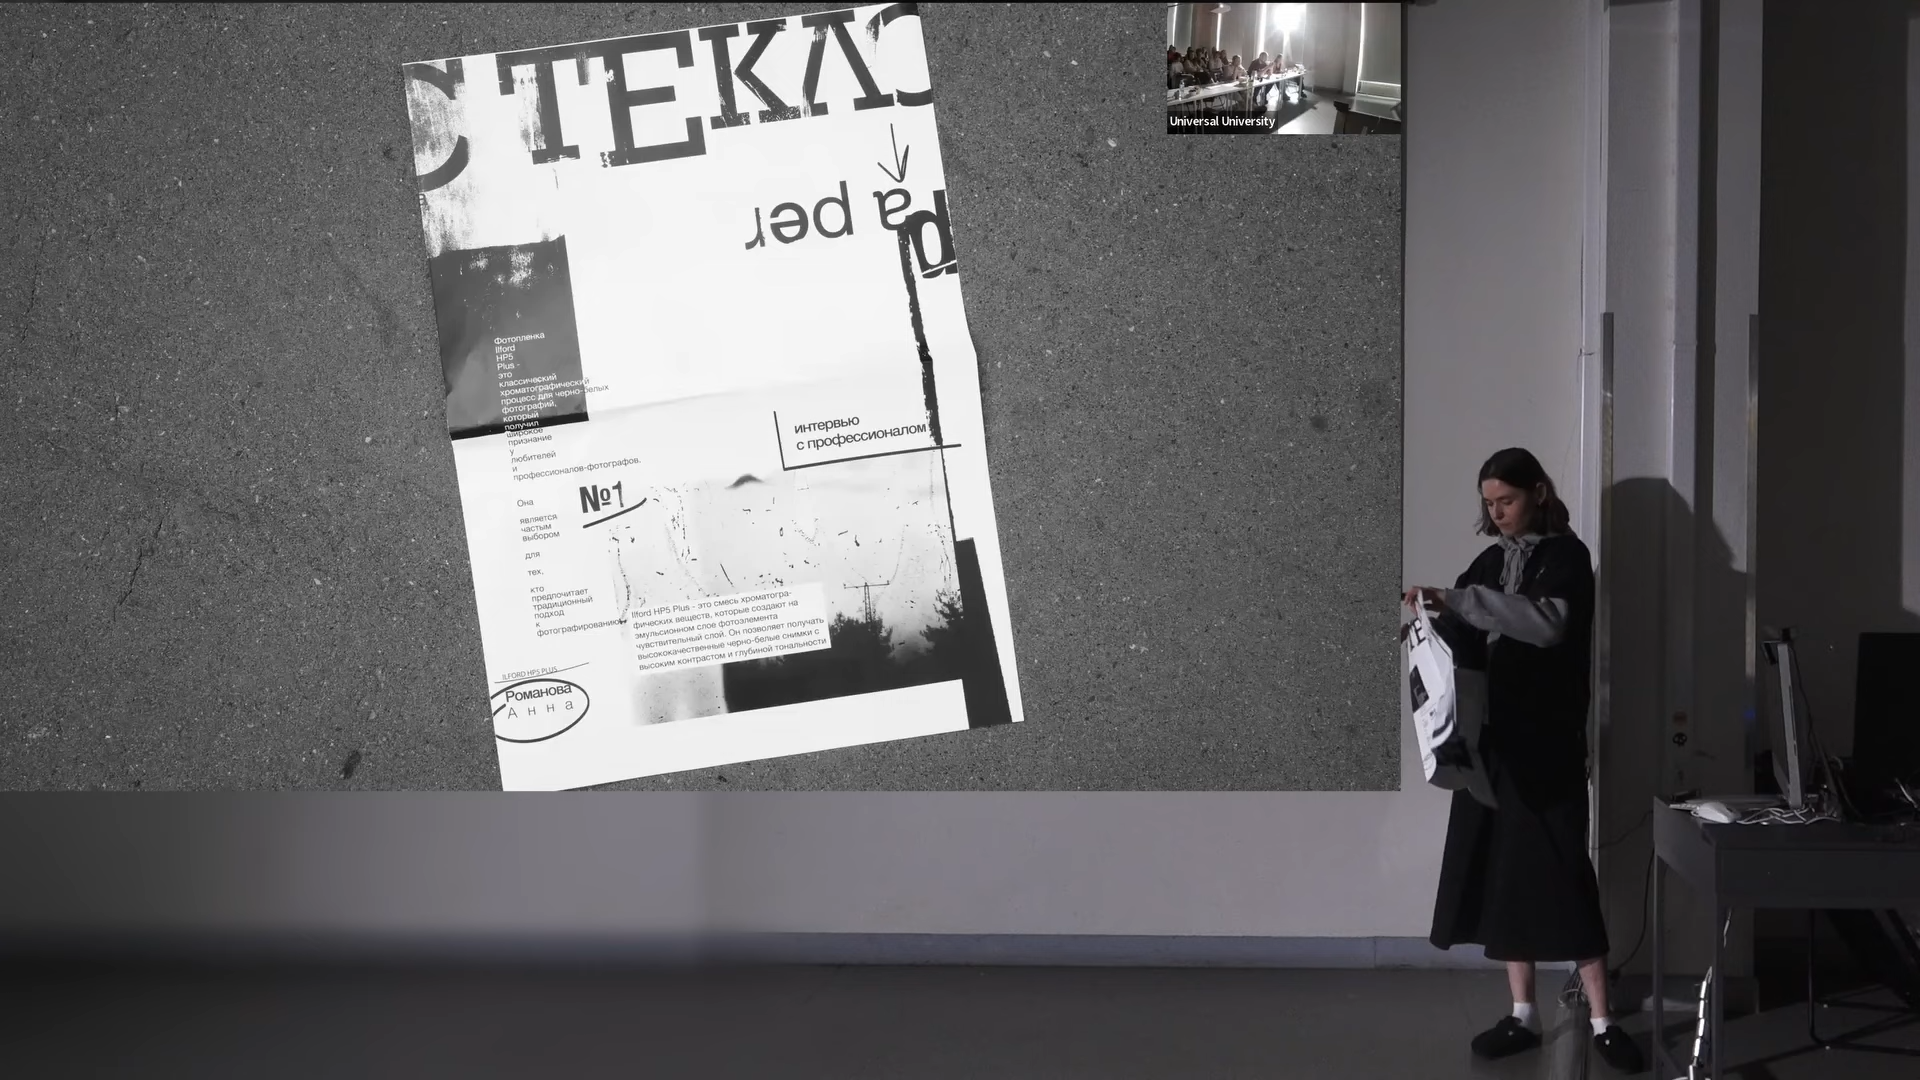 СТЕКЛО
Universal University
a per
Фотопленка
Ilford
HP5
Plus -
это
классический
хроматографический
процесс для черно-белых
фотографий,
который
получил
широкое
признание
у
любителей
и
профессионалов-фотографов.
интервью
с профессионалом
№1
Она
является
частым
выбором
для
тех,
кто
предпочитает
традиционный
подход
к
фотографированию
Ilford HP5 Plus - это смесь хроматогра-
фических веществ, которые создают на
эмульсионном слое фотоэлемента
чувствительный слой. Он позволяет получать
высококачественные черно-белые снимки с
высоким контрастом и глубиной тональности
ILFORD HP5 PLUS
Романова
Анна